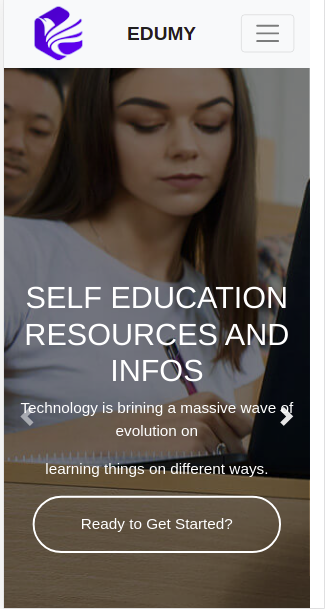 EDUMY
SELF EDUCATION
RESOURCES AND
INFOS
Technology is brining a massive wave of
evolution on
learning things on different ways.
Ready to Get Started?